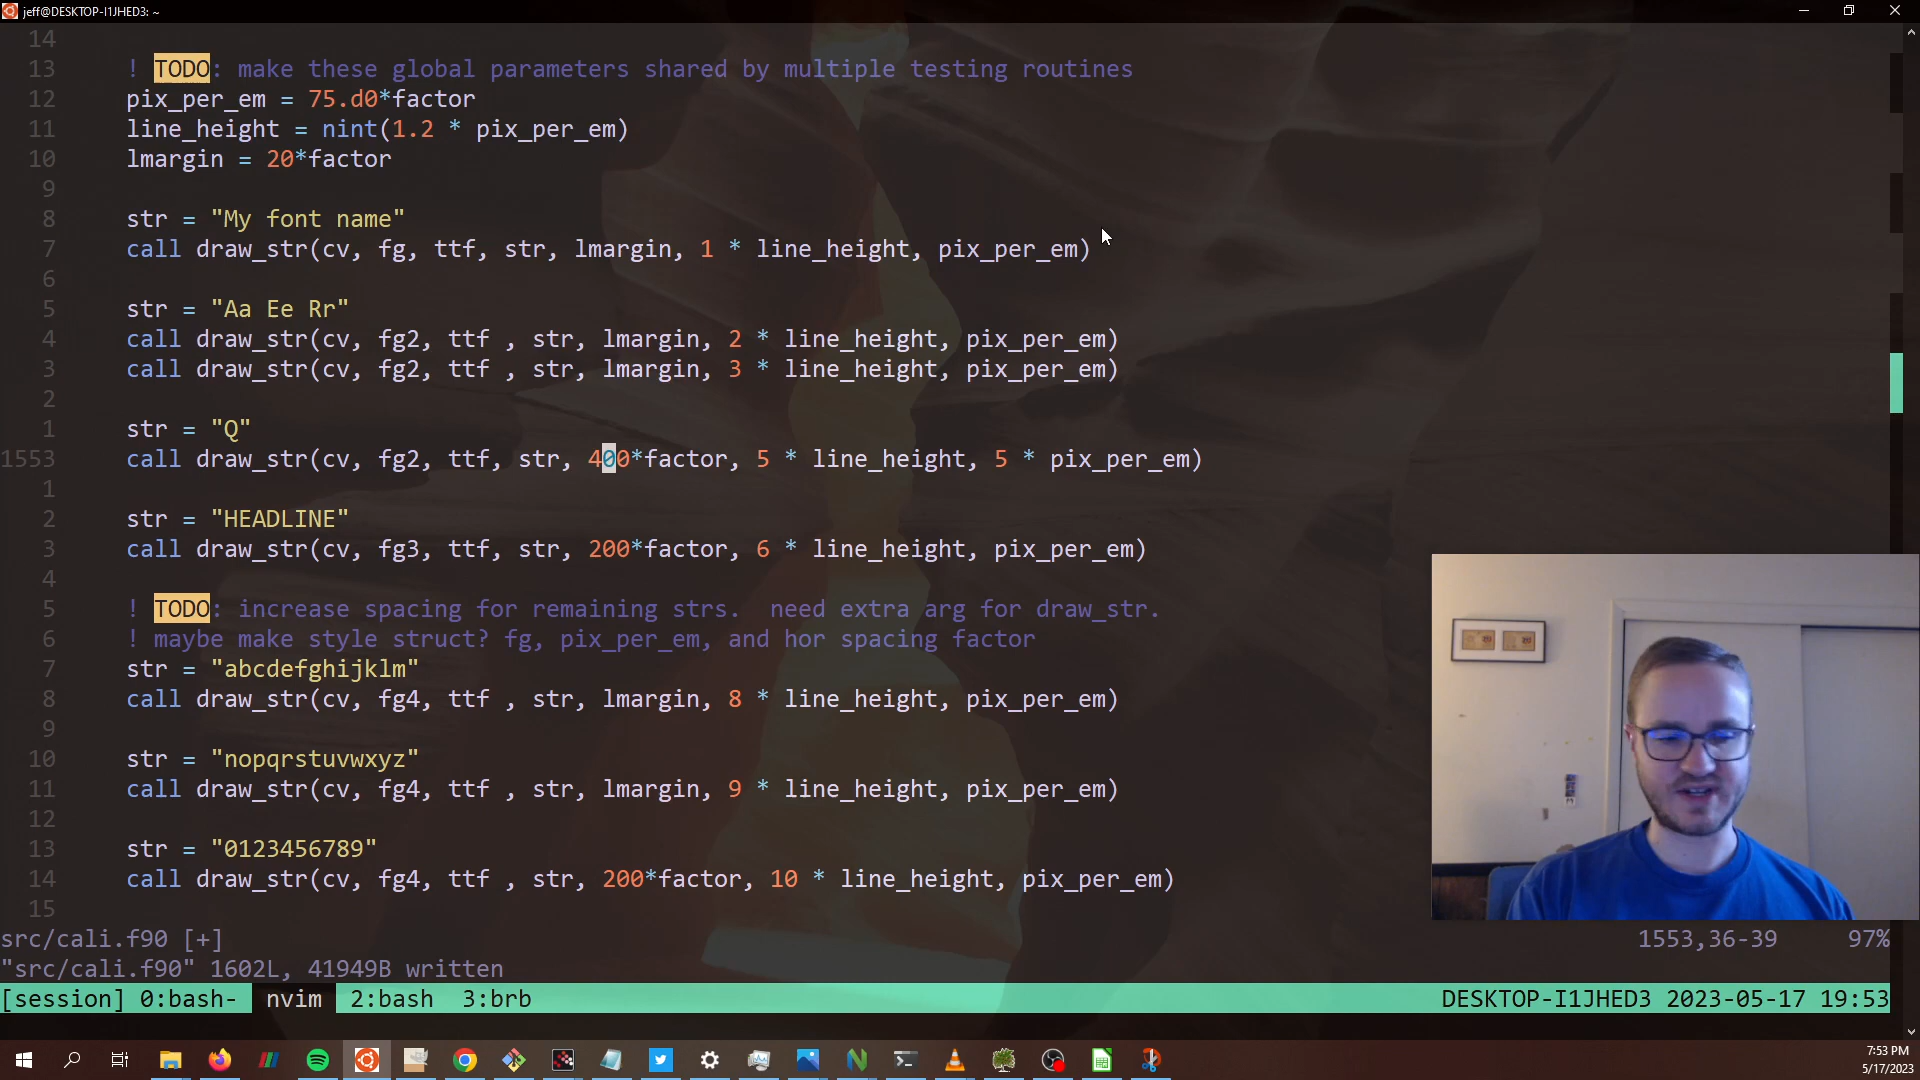 jeff@DESKTOP-I1JHED3: ~
14
13 ! TODO: make these global parameters shared by multiple testing routines
12 pix_per_em = 75.d0*factor
11 line_height = nint(1.2 * pix_per_em)
10 lmargin = 20*factor
9
8 str = "My font name"
7 call draw_str(cv, fg, ttf, str, lmargin, 1 * line_height, pix_per_em)
6
5 str = "Aa Ee Rr"
4 call draw_str(cv, fg2, ttf , str, lmargin, 2 * line_height, pix_per_em)
3 call draw_str(cv, fg2, ttf , str, lmargin, 3 * line_height, pix_per_em)
2
1 str = "Q"
1553 call draw_str(cv, fg2, ttf, str, 400*factor, 5 * line_height, 5 * pix_per_em)
1
2 str = "HEADLINE"
3 call draw_str(cv, fg3, ttf, str, 200*factor, 6 * line_height, pix_per_em)
4
5 ! TODO: increase spacing for remaining strs.  need extra arg for draw_str.
6 ! maybe make style struct? fg, pix_per_em, and hor spacing factor
7 str = "abcdefghijklm"
8 call draw_str(cv, fg4, ttf , str, lmargin, 8 * line_height, pix_per_em)
9
10 str = "nopqrstuvwxyz"
11 call draw_str(cv, fg4, ttf , str, lmargin, 9 * line_height, pix_per_em)
12
13 str = "0123456789"
14 call draw_str(cv, fg4, ttf , str, 200*factor, 10 * line_height, pix_per_em)
15
src/cali.f90 [+] 1553,36-39 97%
"src/cali.f90" 1602L, 41949B written
[session] 0:bash- nvim 2:bash 3:brb DESKTOP-I1JHED3 2023-05-17 19:53
7:53 PM
5/17/2023